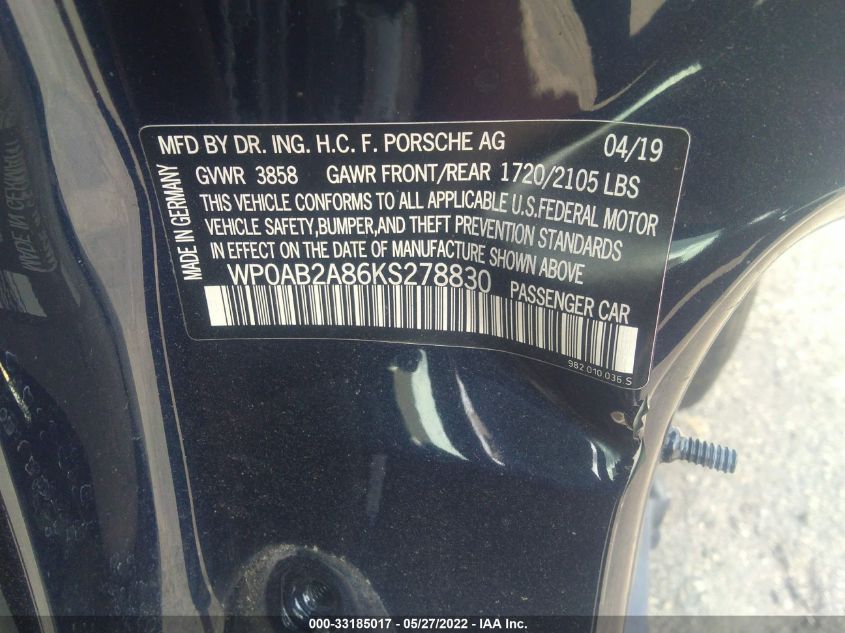 MFD BY DR. ING. H.C. F. PORSCHE AG 04/19
GVWR 3858 GAWR FRONT/REAR 1720/2105 LBS
THIS VEHICLE CONFORMS TO ALL APPLICABLE U.S.FEDERAL MOTOR
VEHICLE SAFETY,BUMPER,AND THEFT PREVENTION STANDARDS
IN EFFECT ON THE DATE OF MANUFACTURE SHOWN ABOVE
WP0AB2A86KS278830 PASSENGER CAR
982 010 036 S
MADE IN GERMANY
000-33185017 - 05/27/2022 - IAA Inc.